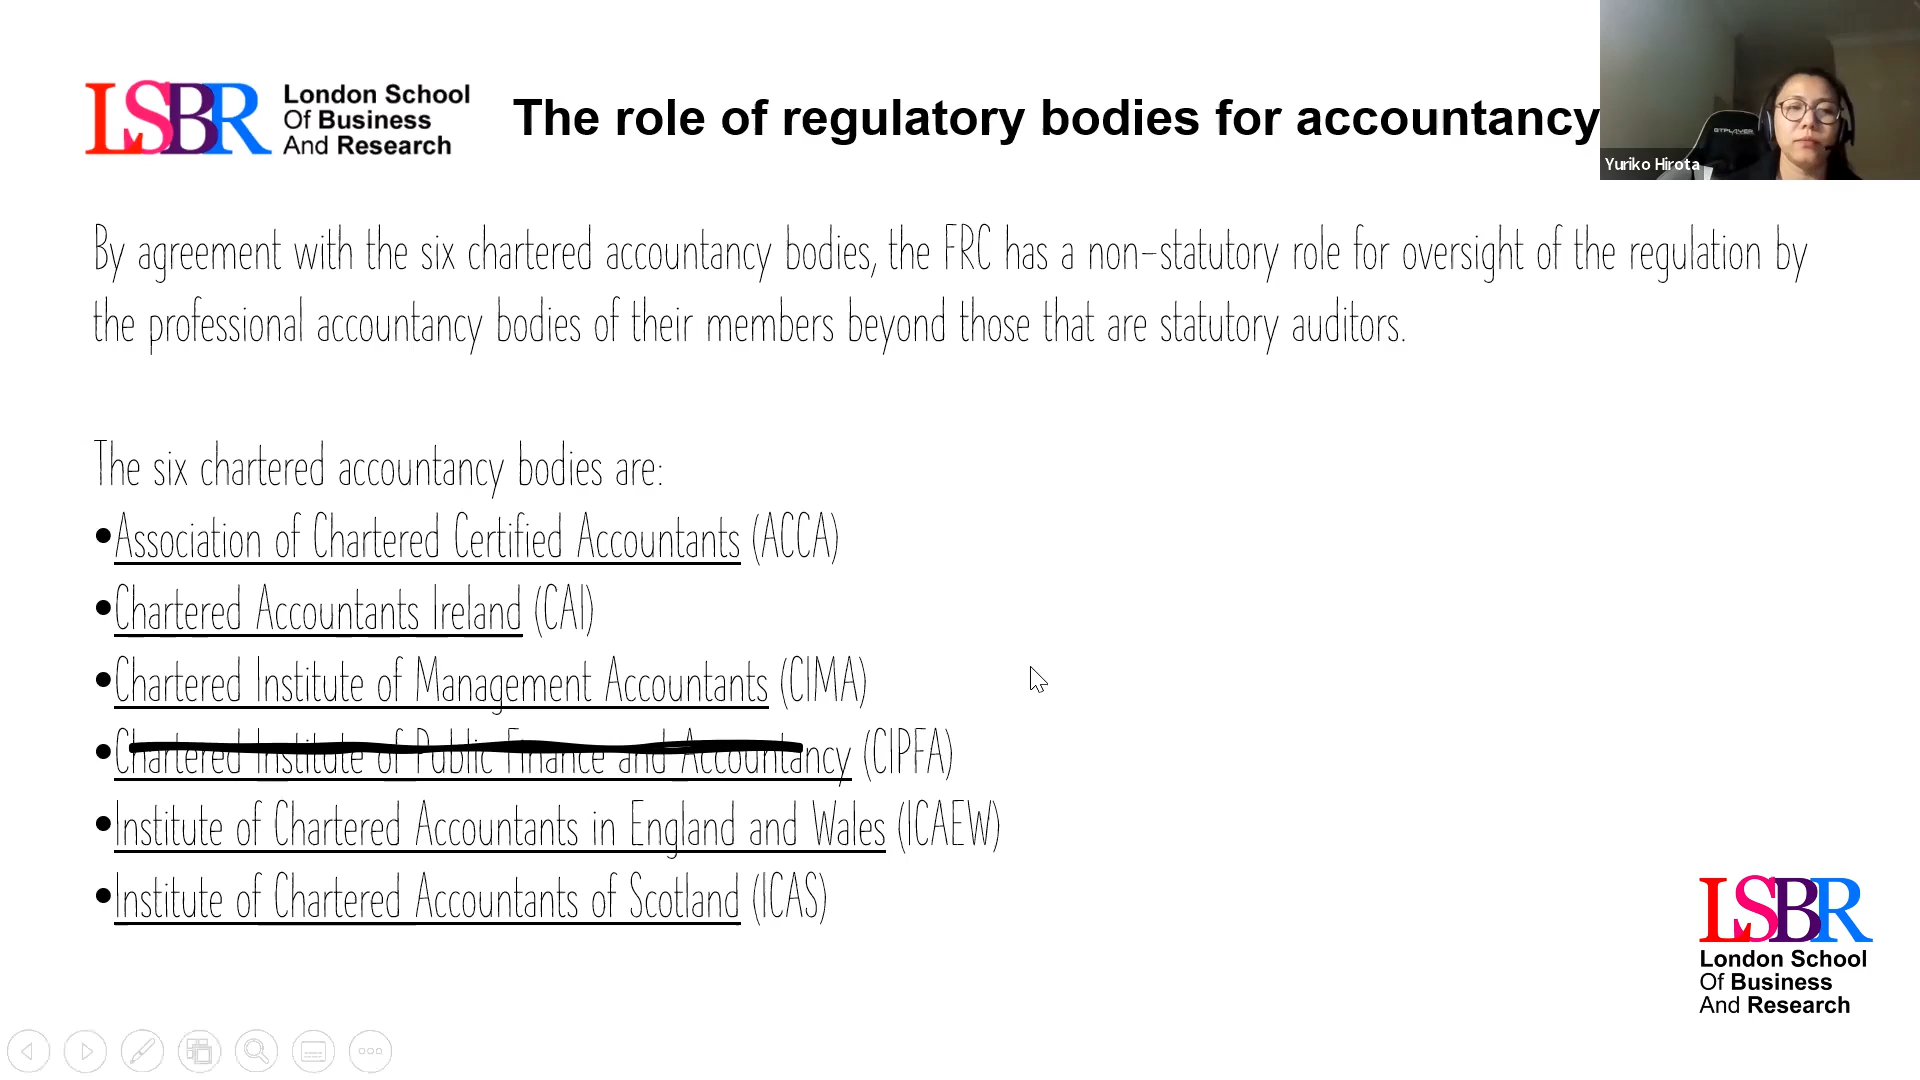 LSBR London School
Of Business
And Research
The role of regulatory bodies for accountancy
GTPLAYER
Yuriko Hirota
By agreement with the six chartered accountancy bodies, the FRC has a non-statutory role for oversight of the regulation by
the professional accountancy bodies of their members beyond those that are statutory auditors.
The six chartered accountancy bodies are:
•Association of Chartered Certified Accountants (ACCA)
•Chartered Accountants Ireland (CAI)
•Chartered Institute of Management Accountants (CIMA)
•Chartered Institute of Public Finance and Accountancy (CIPFA)
•Institute of Chartered Accountants in England and Wales (ICAEW)
•Institute of Chartered Accountants of Scotland (ICAS)
LSBR
London School
Of Business
And Research